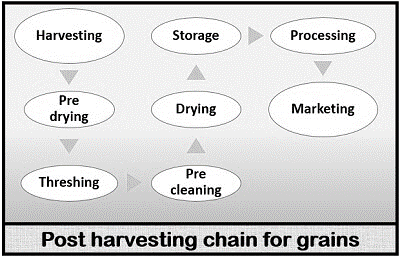 Harvesting
Pre
drying
Threshing
Pre
cleaning
Drying
Storage
Processing
Marketing
Post harvesting chain for grains